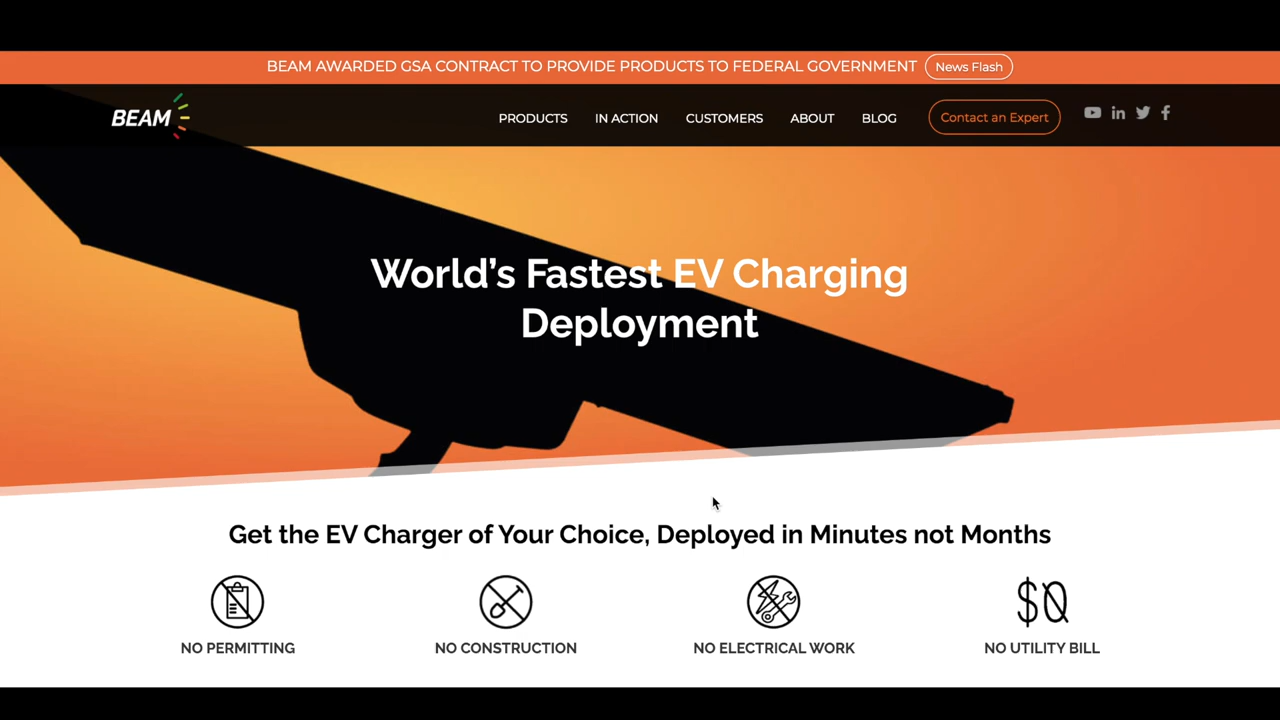 BEAM AWARDED GSA CONTRACT TO PROVIDE PRODUCTS TO FEDERAL GOVERNMENT News Flash
BEAM PRODUCTS IN ACTION CUSTOMERS ABOUT BLOG Contact an Expert
World's Fastest EV Charging
Deployment
Get the EV Charger of Your Choice, Deployed in Minutes not Months
$0
NO PERMITTING NO CONSTRUCTION NO ELECTRICAL WORK NO UTILITY BILL